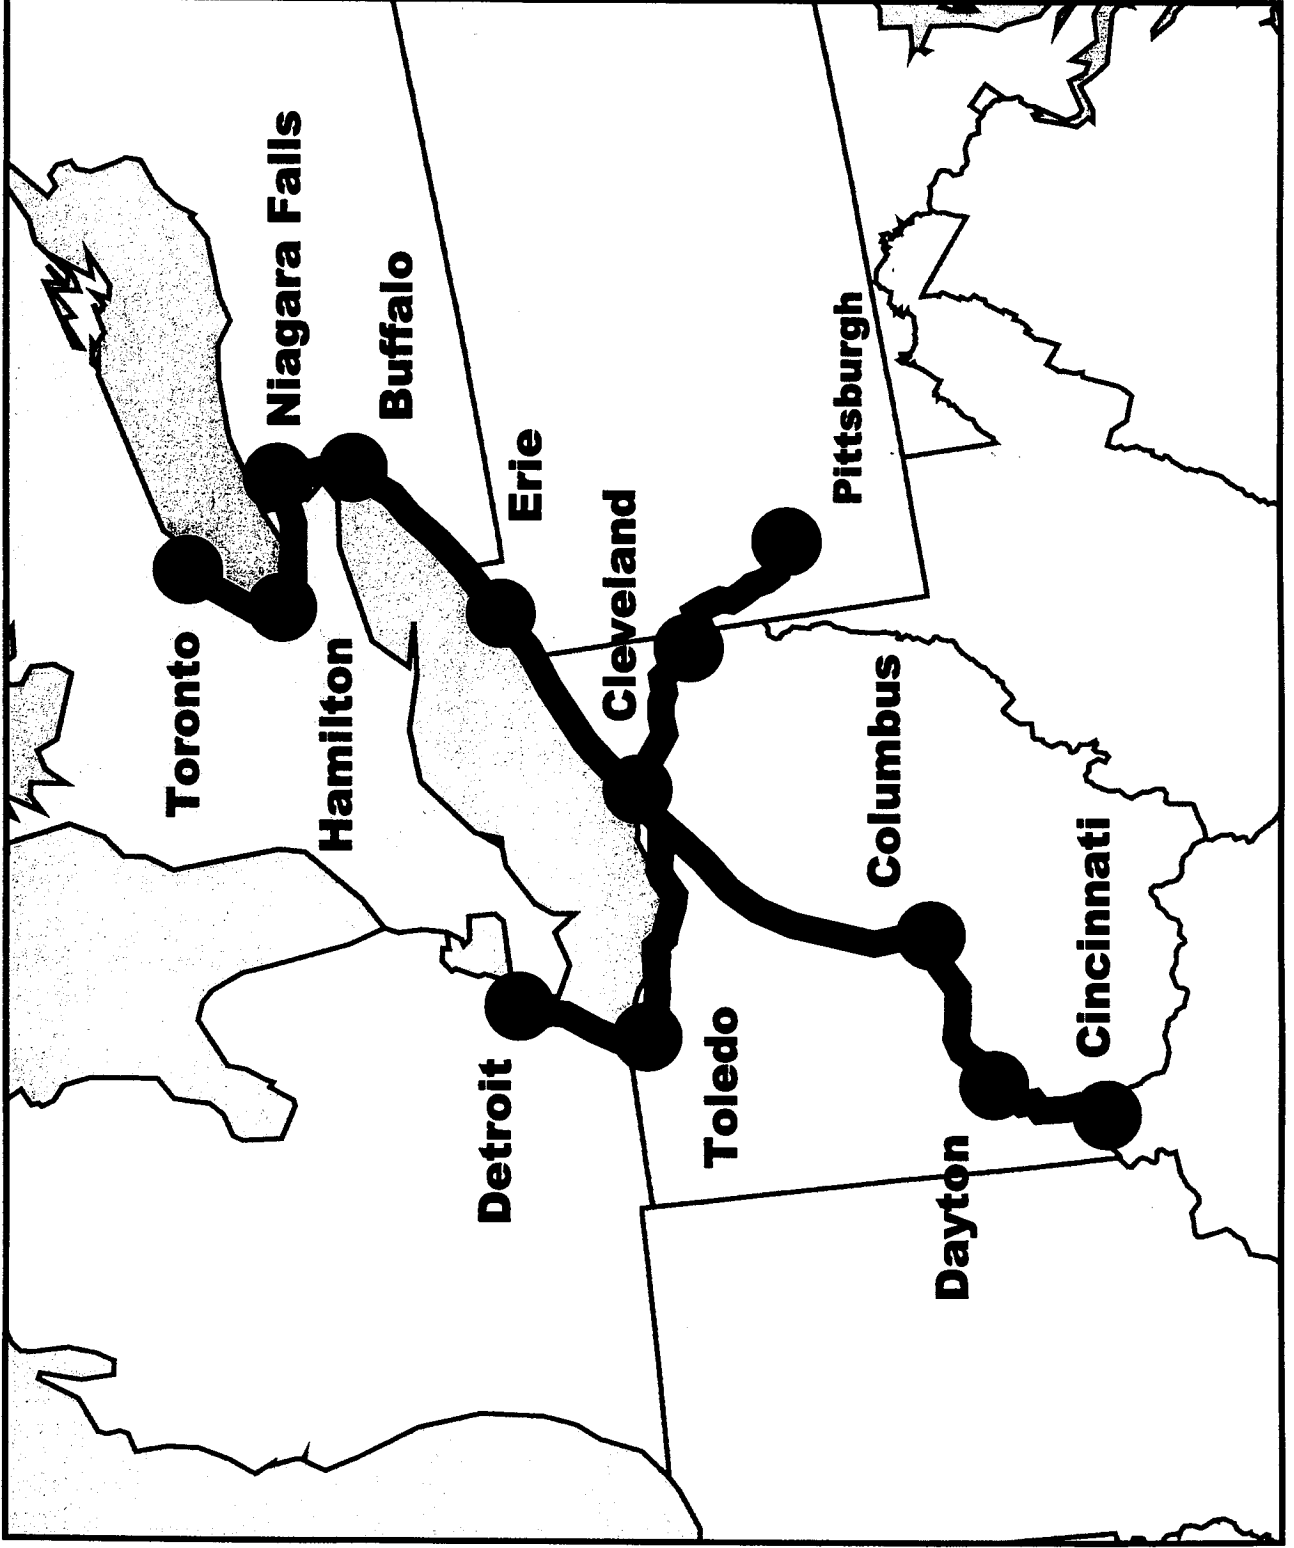 Toronto
Niagara Falls
Hamilton
Buffalo
Detroit
Erie
Cleveland
Toledo
Pittsburgh
Columbus
Dayton
Cincinnati